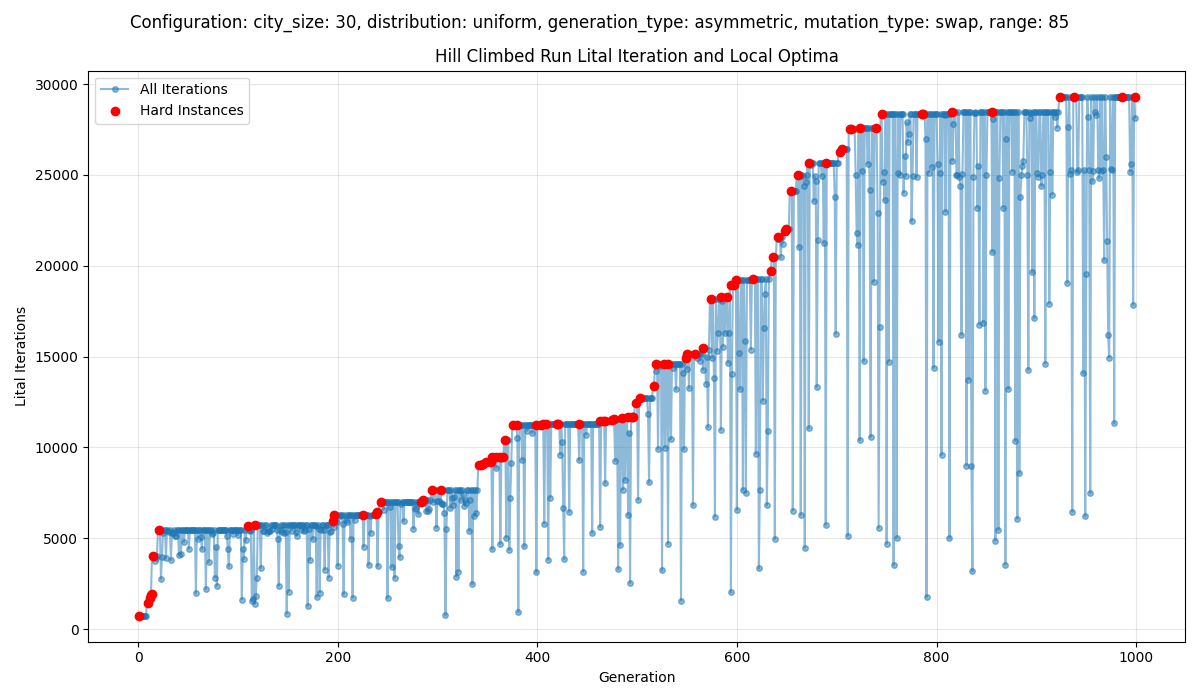 Configuration: city_size: 30, distribution: uniform, generation_type: asymmetric, mutation_type: swap, range: 85
Hill Climbed Run Lital Iteration and Local Optima
All Iterations
Hard Instances
30000
25000
20000
15000
10000
5000
0
Lital Iterations
0 200 400 600 800 1000
Generation